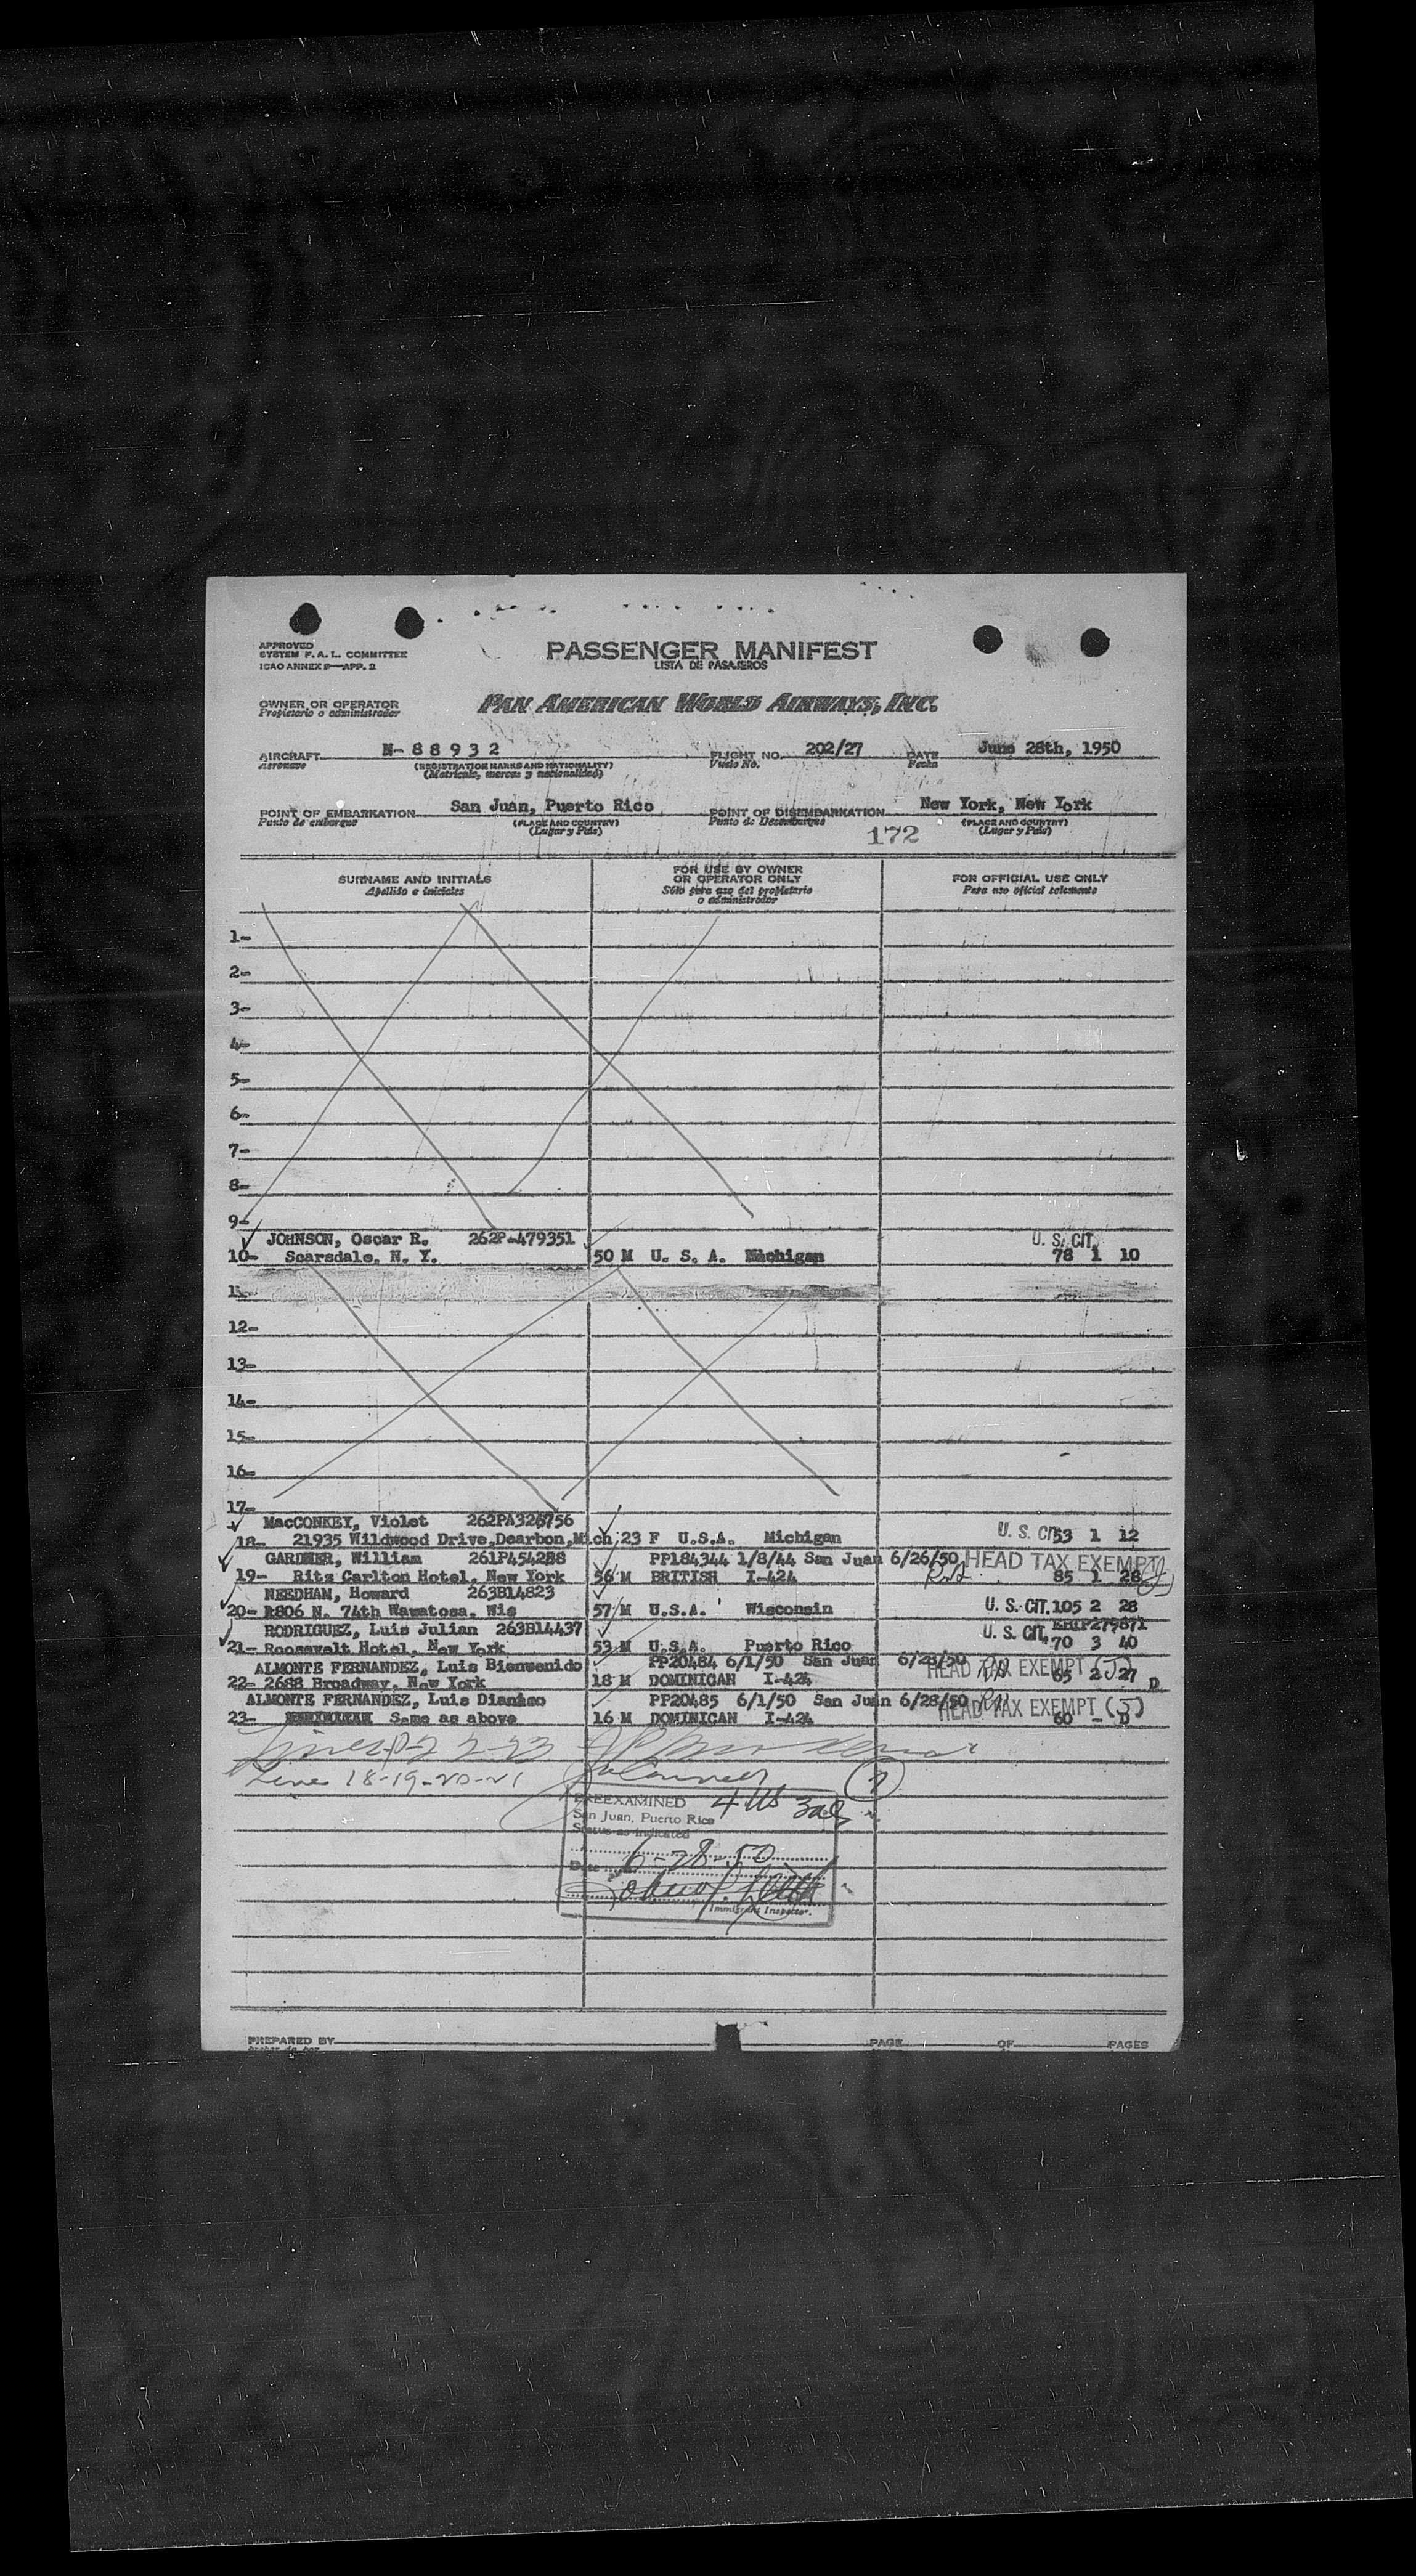 APPROVED
SYSTEM F. A. L. COMMITTEE
ICAO ANNEX 9—APP. 2
PASSENGER MANIFEST
LISTA DE PASAJEROS
OWNER OR OPERATOR
Propietario o administrador
PAN AMERICAN WORLD AIRWAYS, INC.
AIRCRAFT N-88932 FLIGHT NO. 202/27 DATE June 28th, 1950
Aeronave (REGISTRATION MARKS AND NATIONALITY) Vuelo No. Fecha
(Matrícula, marcas y nacionalidad)
POINT OF EMBARKATION San Juan, Puerto Rico POINT OF DISEMBARKATION New York, New York
Punto de embarque (PLACE AND COUNTRY) Punto de Desembarque (PLACE AND COUNTRY)
(Lugar y País) 172 (Lugar y País)
SURNAME AND INITIALS FOR USE BY OWNER OR OPERATOR ONLY FOR OFFICIAL USE ONLY
Apellido e iniciales Sólo para uso del propietario o administrador Para uso oficial solamente
1-
2-
3-
4-
5-
6-
7-
8-
9-
JOHNSON, Oscar R. 262P-479351 U. S. CIT.
10- Scarsdale, N. Y. 50 M U. S. A. Michigan 78 1 10
11-
12-
13-
14-
15-
16-
17-
MacCONKEY, Violet 262PA326756
18- 21935 Wildwood Drive, Dearbon, Mich 23 F U.S.A. Michigan U. S. CIT. 53 1 12
GARDNER, William 261P454288 PP184344 1/8/44 San Juan 6/26/50 HEAD TAX EXEMPT
19- Ritz Carlton Hotel, New York 56 M BRITISH I-424 85 1 28
NEEDHAM, Howard 263B14823
20- 1806 N. 74th Wawatosa, Wis 57 M U.S.A. Wisconsin U. S. CIT. 105 2 28
RODRIGUEZ, Luis Julian 263B14437 U. S. CIT.
21- Roosevalt Hotel, New York 53 M U.S.A. Puerto Rico 70 3 40
ALMONTE FERNANDEZ, Luis Bienvenido PP20484 6/1/50 San Juan 6/28/50 HEAD TAX EXEMPT (J)
22- 2688 Broadway, New York 18 M DOMINICAN I-424 65 2 27 D
ALMONTE FERNANDEZ, Luis Dianiso PP20485 6/1/50 San Juan 6/28/50 HEAD TAX EXEMPT (J)
23- Same as above 16 M DOMINICAN I-424 60 - D
Line 18-19-20-21
PREEXAMINED 4 US
San Juan, Puerto Rico
Status as indicated
Date 6-28-50
Immigrant Inspector.
PREPARED BY PAGE OF PAGES